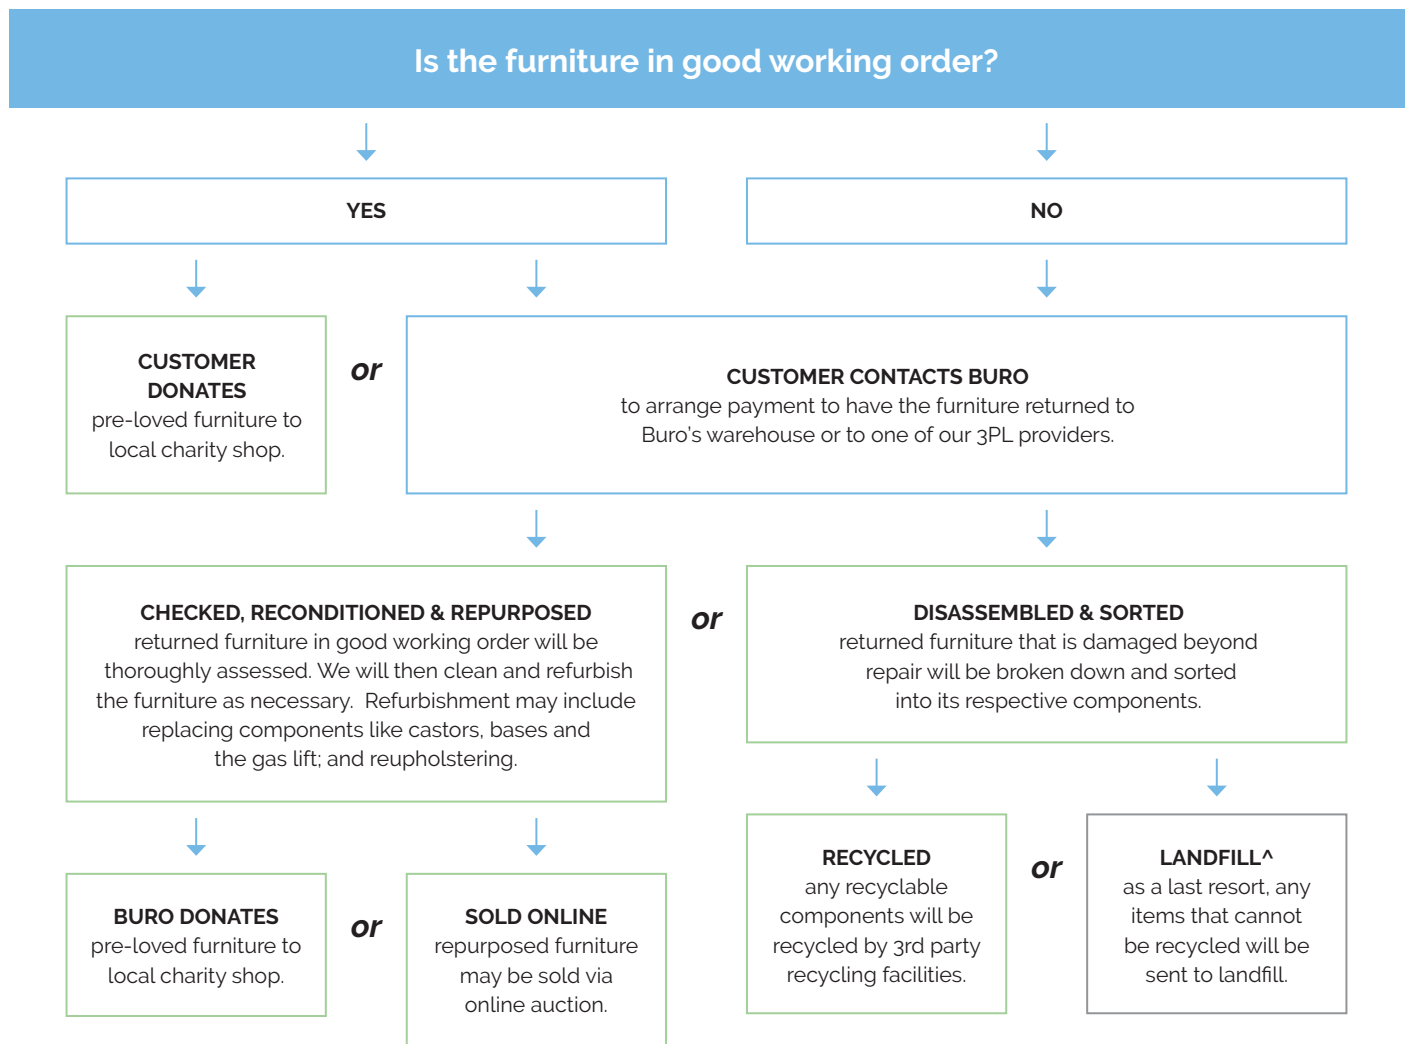 Is the furniture in good working order?
YES
NO
CUSTOMER
DONATES
pre-loved furniture to
local charity shop.
or
CUSTOMER CONTACTS BURO
to arrange payment to have the furniture returned to
Buro's warehouse or to one of our 3PL providers.
CHECKED, RECONDITIONED & REPURPOSED
returned furniture in good working order will be
thoroughly assessed. We will then clean and refurbish
the furniture as necessary.  Refurbishment may include
replacing components like castors, bases and
the gas lift; and reupholstering.
or
DISASSEMBLED & SORTED
returned furniture that is damaged beyond
repair will be broken down and sorted
into its respective components.
BURO DONATES
pre-loved furniture to
local charity shop.
or
SOLD ONLINE
repurposed furniture
may be sold via
online auction.
RECYCLED
any recyclable
components will be
recycled by 3rd party
recycling facilities.
or
LANDFILL^
as a last resort, any
items that cannot
be recycled will be
sent to landfill.